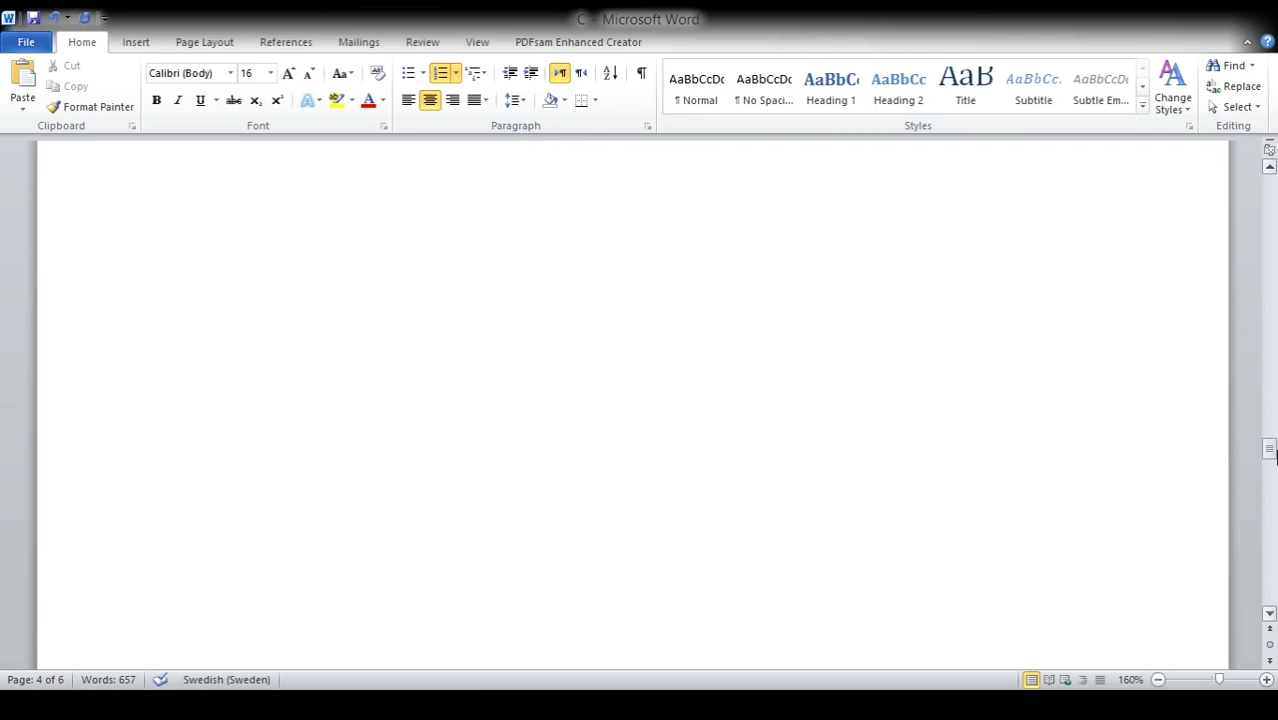 C - Microsoft Word
File Home Insert Page Layout References Mailings Review View PDFsam Enhanced Creator
Cut
Copy
Paste
Format Painter
Clipboard
Calibri (Body) 16
Font
Paragraph
AaBbCcDc AaBbCcDc AaBbC AaBbCc AaB AaBbCc. AaBbCcDc
¶ Normal ¶ No Spaci... Heading 1 Heading 2 Title Subtitle Subtle Em...
Change
Styles
Styles
Find
Replace
Select
Editing
Page: 4 of 6 Words: 657 Swedish (Sweden) 160%